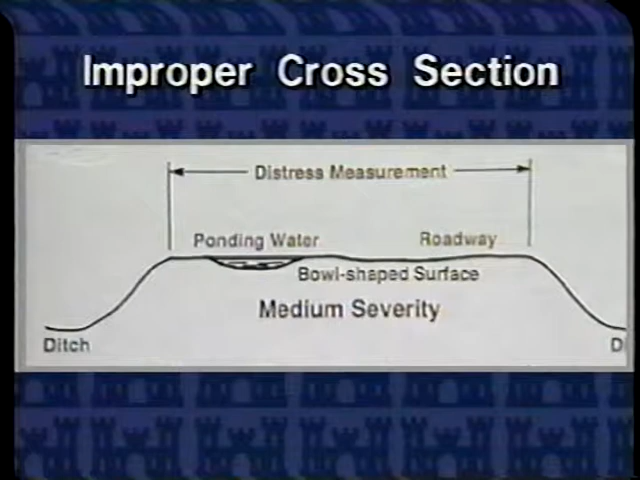 Improper Cross Section
Distress Measurement
Ponding Water
Roadway
Bowl-shaped Surface
Medium Severity
Ditch